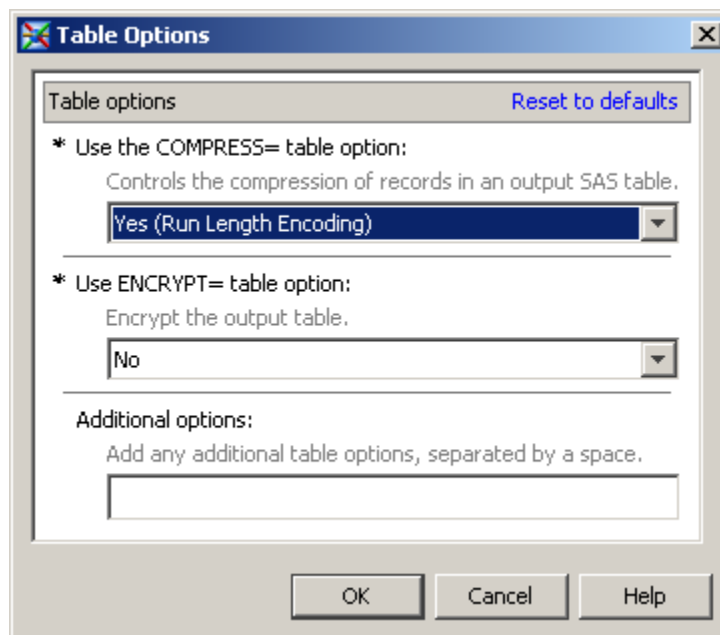 Table Options
Table options Reset to defaults
* Use the COMPRESS= table option:
Controls the compression of records in an output SAS table.
Yes (Run Length Encoding)
* Use ENCRYPT= table option:
Encrypt the output table.
No
Additional options:
Add any additional table options, separated by a space.
OK Cancel Help